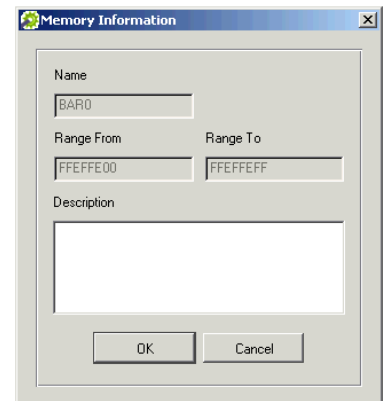 Memory Information
Name
BAR0
Range From Range To
FFEFFE00 FFEFFEFF
Description
OK Cancel